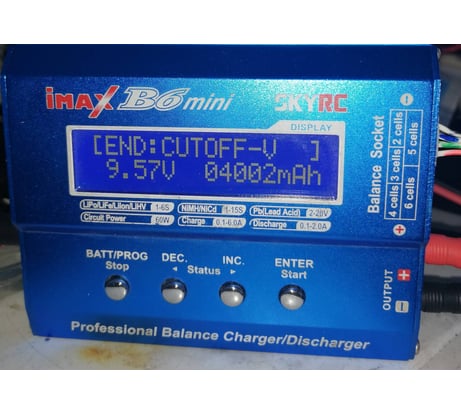 iMAX B6 mini SKYRC
DISPLAY
[END:CUTOFF-V ]
9.57V 04002mAh
LiPo/LiFe/LiIon/LiHV 1-6S NiMH/NiCd 1-15S Pb(Lead Acid) 2-20V
Circuit Power 60W Charge 0.1-6.0A Discharge 0.1-2.0A
BATT/PROG DEC. INC. ENTER
Stop ◄ Status ► Start
Professional Balance Charger/Discharger
Balance Socket
4 cells
3 cells
2 cells
6 cells
5 cells
OUTPUT